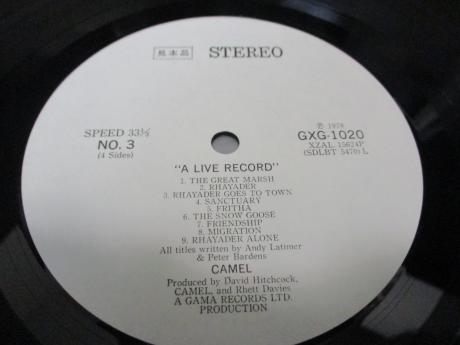 見本品 STEREO
SPEED 33⅓
NO. 3
(4 Sides)
Ⓟ 1978
GXG-1020
XZAL 15624P
(SDLBT 5470) L
"A LIVE RECORD"
1. THE GREAT MARSH
2. RHAYADER
3. RHAYADER GOES TO TOWN
4. SANCTUARY
5. FRITHA
6. THE SNOW GOOSE
7. FRIENDSHIP
8. MIGRATION
9. RHAYADER ALONE
All titles written by Andy Latimer
& Peter Bardens
CAMEL
Produced by David Hitchcock,
CAMEL, and Rhett Davies
A GAMA RECORDS LTD.
PRODUCTION